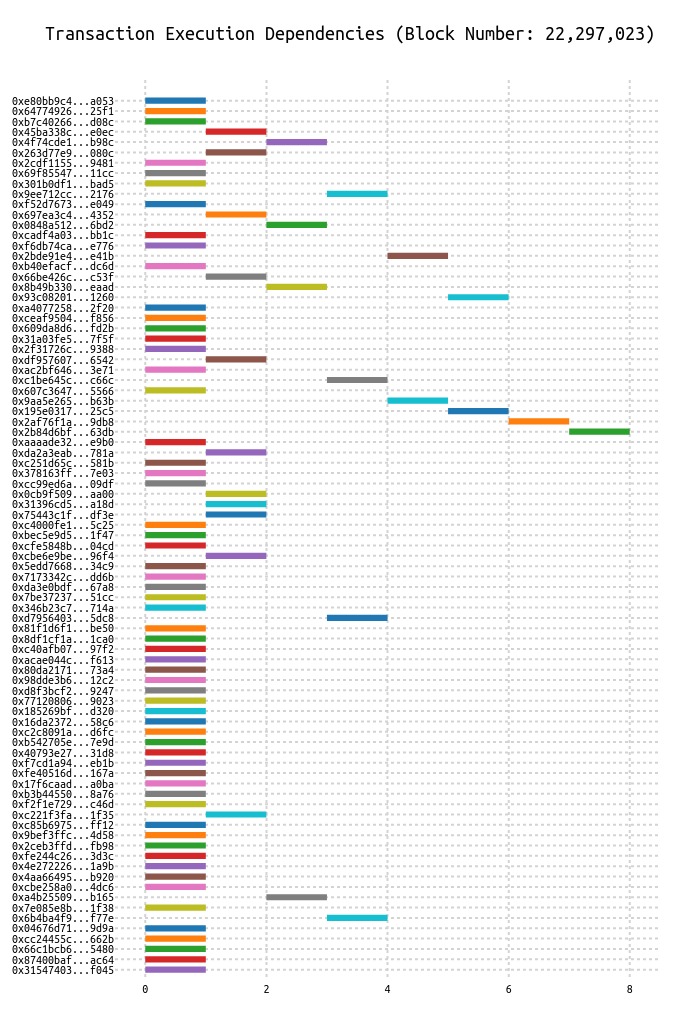 Transaction Execution Dependencies (Block Number: 22,297,023)
0xe80bb9c4...a053
0x64774926...25f1
0xb7c40266...d08c
0x45ba338c...e0ec
0x4f74cde1...b98c
0x263d77e9...080c
0x2cdf1155...9481
0x69f85547...11cc
0x301b0df1...bad5
0x9ee712cc...2176
0xf52d7673...e049
0x697ea3c4...4352
0x0848a512...6bd2
0xcadf4a03...bb1c
0xf6db74ca...e776
0x2bde91e4...e41b
0xb40efacf...dc6d
0x66be426c...c53f
0x8b49b330...eaad
0x93c08201...1260
0xa4077258...2f20
0xceaf9504...f856
0x609da8d6...fd2b
0x31a03fe5...7f5f
0x2f31726c...9388
0xdf957607...6542
0xac2bf646...3e71
0xc1be645c...c66c
0x607c3647...5566
0x9aa5e265...b63b
0x195e0317...25c5
0x2af76f1a...9db8
0x2b84d6bf...63db
0xaaaade32...e9b0
0xda2a3eab...781a
0xc251d65c...581b
0x378163ff...7e03
0xcc99ed6a...09df
0x0cb9f509...aa00
0x31396cd5...a18d
0x75443c1f...df3e
0xc4000fe1...5c25
0xbec5e9d5...1f47
0xcfe5848b...04cd
0xcbe6e9be...96f4
0x5edd7668...34c9
0x7173342c...dd6b
0xda3e0bdf...67a8
0x7be37237...51cc
0x346b23c7...714a
0xd7956403...5dc8
0x81f1d6f1...be50
0x8df1cf1a...1ca0
0xc40afb07...97f2
0xacae044c...f613
0x80da2171...73a4
0x98dde3b6...12c2
0xd8f3bcf2...9247
0x77120806...9023
0x185269bf...d320
0x16da2372...58c6
0xc2c8091a...d6fc
0xb542705e...7e9d
0x40793e27...31d8
0xf7cd1a94...eb1b
0xfe40516d...167a
0x17f6caad...a0ba
0xb3b44550...8a76
0xf2f1e729...c46d
0xc221f3fa...1f35
0xc85b6975...ff12
0x9bef3ffc...4d58
0x2ceb3ffd...fb98
0xfe244c26...3d3c
0x4e272226...1a9b
0x4aa66495...b920
0xcbe258a0...4dc6
0xa4b25509...b165
0x7e085e8b...1f38
0x6b4ba4f9...f77e
0x04676d71...9d9a
0xcc24455c...662b
0x66c1bcb6...5480
0x87400baf...ac64
0x31547403...f045
0 2 4 6 8